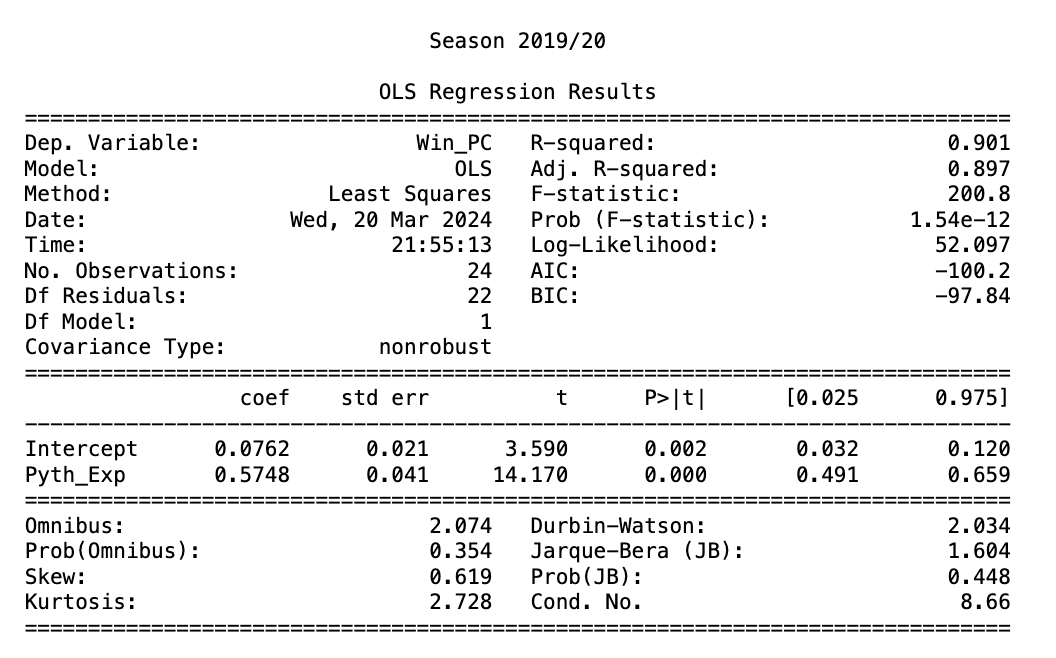 Season 2019/20
OLS Regression Results
==============================================================================
Dep. Variable:                 Win_PC   R-squared:                       0.901
Model:                            OLS   Adj. R-squared:                  0.897
Method:                 Least Squares   F-statistic:                     200.8
Date:                Wed, 20 Mar 2024   Prob (F-statistic):           1.54e-12
Time:                        21:55:13   Log-Likelihood:                 52.097
No. Observations:                  24   AIC:                            -100.2
Df Residuals:                      22   BIC:                            -97.84
Df Model:                           1
Covariance Type:            nonrobust
==============================================================================
                 coef    std err          t      P>|t|      [0.025      0.975]
------------------------------------------------------------------------------
Intercept      0.0762      0.021      3.590      0.002       0.032       0.120
Pyth_Exp       0.5748      0.041     14.170      0.000       0.491       0.659
==============================================================================
Omnibus:                        2.074   Durbin-Watson:                   2.034
Prob(Omnibus):                  0.354   Jarque-Bera (JB):                1.604
Skew:                           0.619   Prob(JB):                        0.448
Kurtosis:                       2.728   Cond. No.                         8.66
==============================================================================